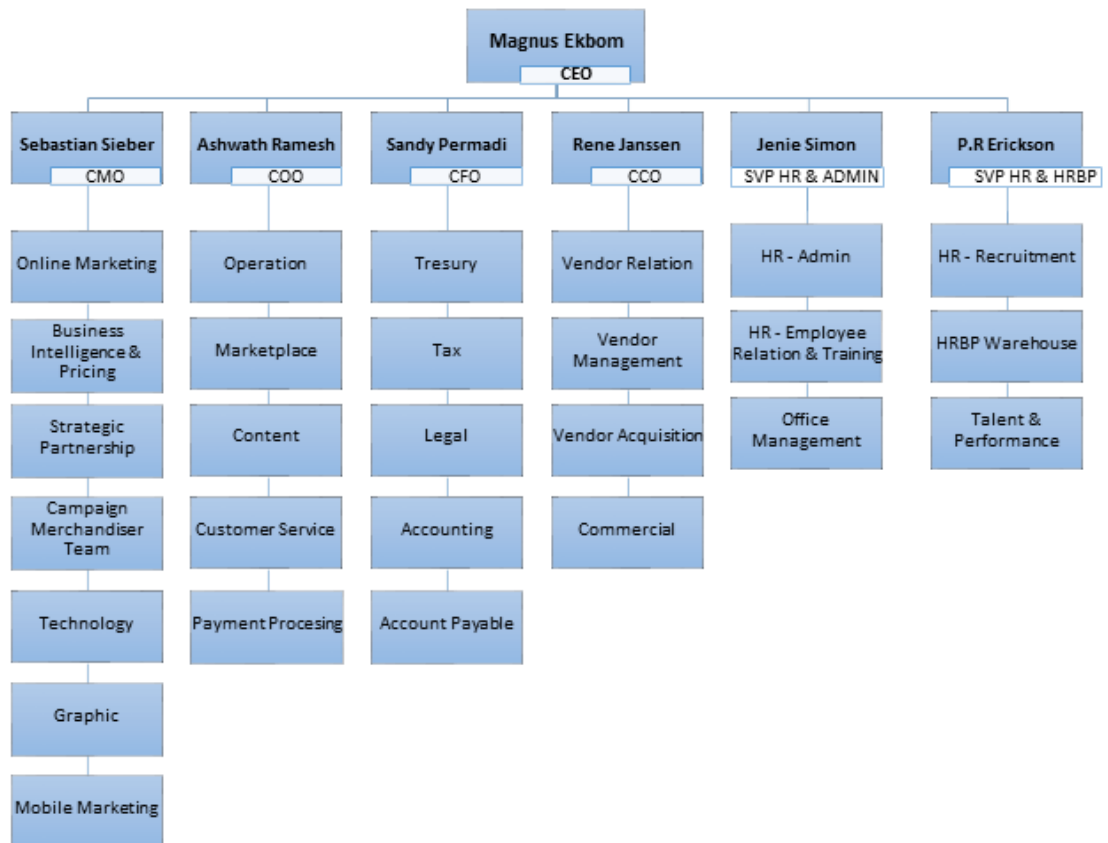 Magnus Ekbom
CEO
Sebastian Sieber
CMO
Ashwath Ramesh
COO
Sandy Permadi
CFO
Rene Janssen
CCO
Jenie Simon
SVP HR & ADMIN
P.R Erickson
SVP HR & HRBP
Online Marketing
Business
Intelligence &
Pricing
Strategic
Partnership
Campaign
Merchandiser
Team
Technology
Graphic
Mobile Marketing
Operation
Marketplace
Content
Customer Service
Payment Procesing
Tresury
Tax
Legal
Accounting
Account Payable
Vendor Relation
Vendor
Management
Vendor Acquisition
Commercial
HR - Admin
HR - Employee
Relation & Training
Office
Management
HR - Recruitment
HRBP Warehouse
Talent &
Performance